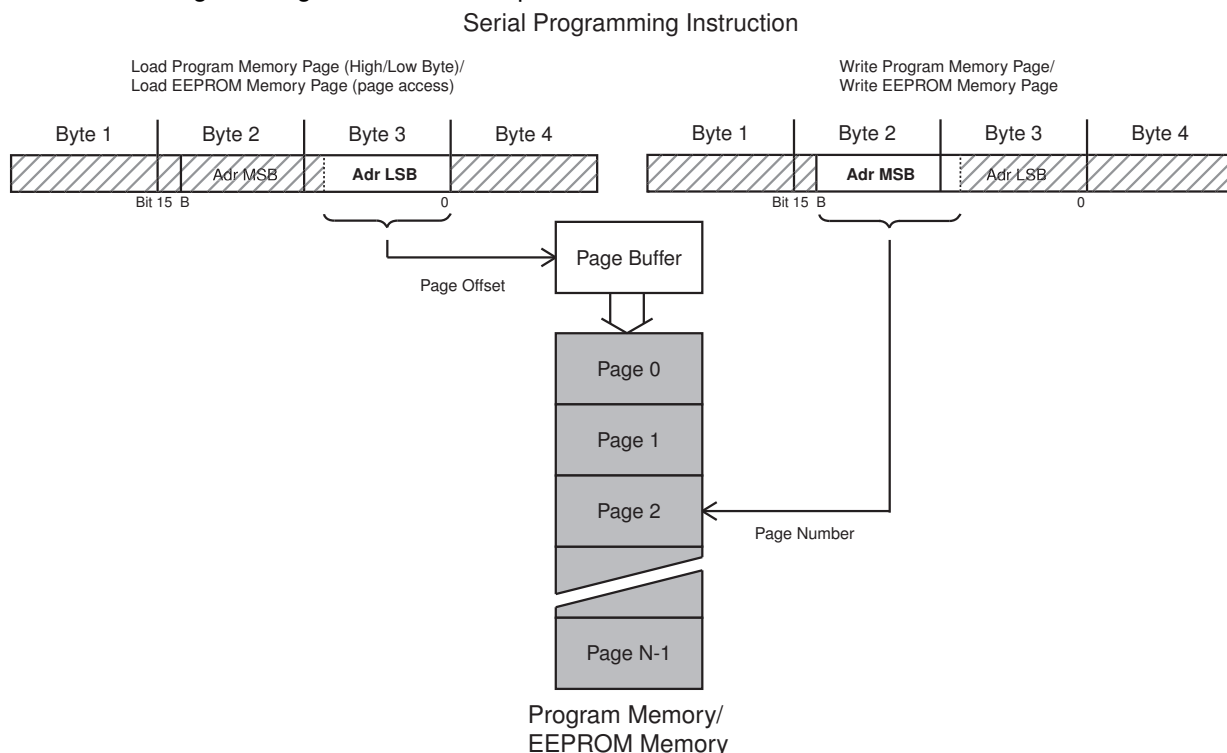 Serial Programming Instruction
Load Program Memory Page (High/Low Byte)/
Load EEPROM Memory Page (page access)
Byte 1 Byte 2 Byte 3 Byte 4
Adr MSB Adr LSB
Bit 15 B 0
Write Program Memory Page/
Write EEPROM Memory Page
Byte 1 Byte 2 Byte 3 Byte 4
Adr MSB Adr LSB
Bit 15 B 0
Page Buffer
Page Offset
Page 0
Page 1
Page 2
Page Number
Page N-1
Program Memory/
EEPROM Memory